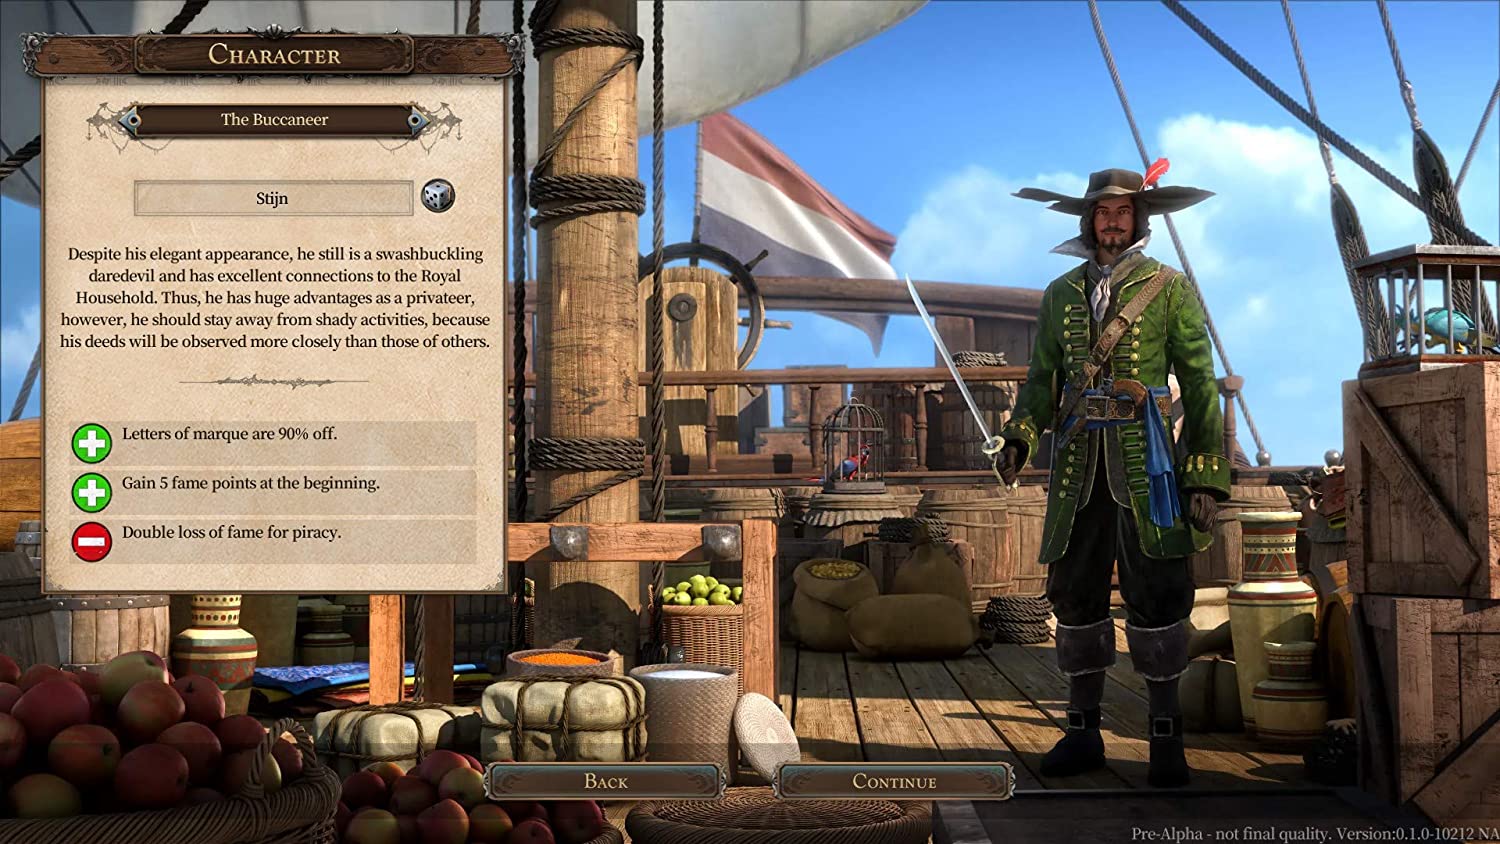 Character
The Buccaneer
Stijn
Despite his elegant appearance, he still is a swashbuckling
daredevil and has excellent connections to the Royal
Household. Thus, he has huge advantages as a privateer,
however, he should stay away from shady activities, because
his deeds will be observed more closely than those of others.
Letters of marque are 90% off.
Gain 5 fame points at the beginning.
Double loss of fame for piracy.
Back
Continue
Pre-Alpha - not final quality. Version:0.1.0-10212 NA